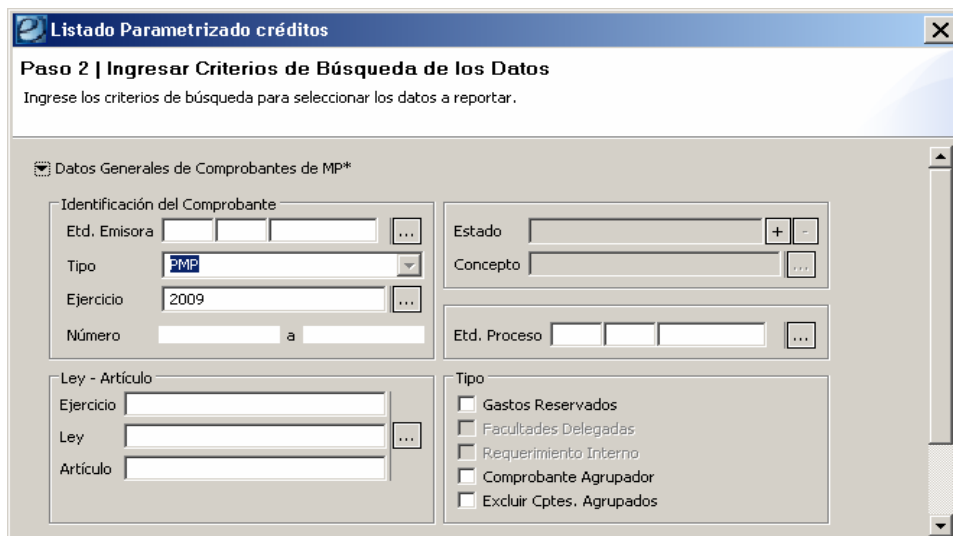 Listado Parametrizado créditos
Paso 2 | Ingresar Criterios de Búsqueda de los Datos
Ingrese los criterios de búsqueda para seleccionar los datos a reportar.
Datos Generales de Comprobantes de MP*
Identificación del Comprobante
Etd. Emisora ...
Tipo PMP
Ejercicio 2009 ...
Número a
Estado + -
Concepto ...
Etd. Proceso ...
Ley - Artículo
Ejercicio
Ley ...
Artículo
Tipo
Gastos Reservados
Facultades Delegadas
Requerimiento Interno
Comprobante Agrupador
Excluir Cptes. Agrupados